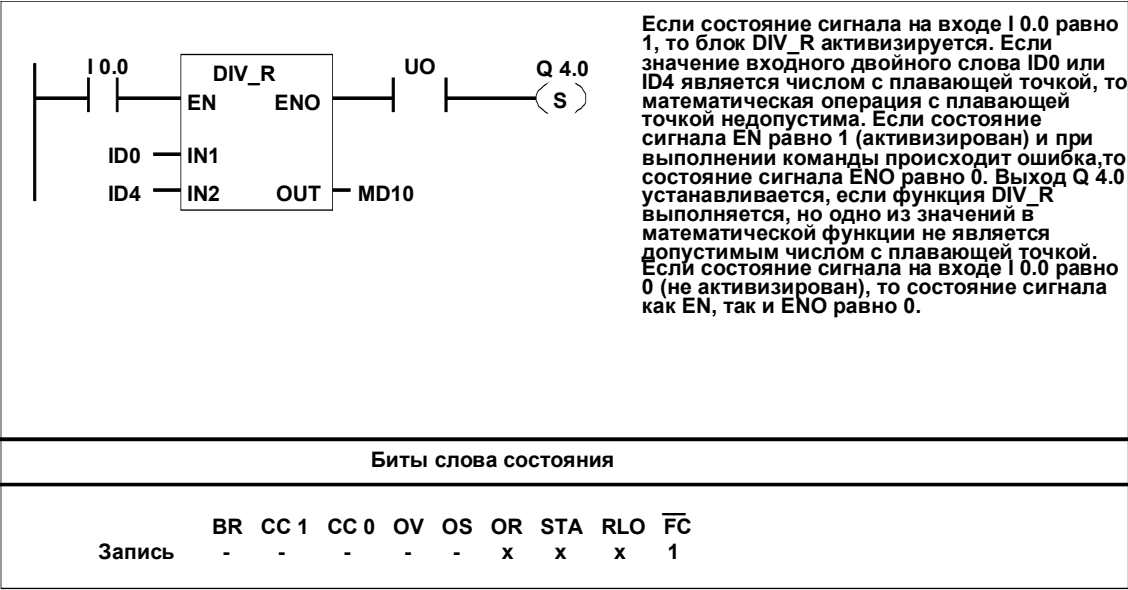 I 0.0
DIV_R
UO
Q 4.0
EN ENO
S
ID0 IN1
ID4 IN2 OUT MD10
Если состояние сигнала на входе I 0.0 равно
1, то блок DIV_R активизируется. Если
значение входного двойного слова ID0 или
ID4 является числом с плавающей точкой, то
математическая операция с плавающей
точкой недопустима. Если состояние
сигнала EN равно 1 (активизирован) и при
выполнении команды происходит ошибка,то
состояние сигнала ENO равно 0. Выход Q 4.0
устанавливается, если функция DIV_R
выполняется, но одно из значений в
математической функции не является
допустимым числом с плавающей точкой.
Если состояние сигнала на входе I 0.0 равно
0 (не активизирован), то состояние сигнала
как EN, так и ENO равно 0.
Биты слова состояния
BR CC 1 CC 0 OV OS OR STA RLO FC
Запись - - - - - x x x 1